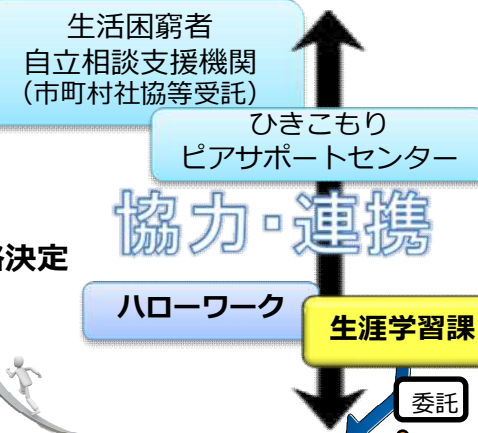 生活困窮者
自立相談支援機関
（市町村社協等受託）
ひきこもり
ピアサポートセンター
協力・連携
決定
ハローワーク
生涯学習課
委託